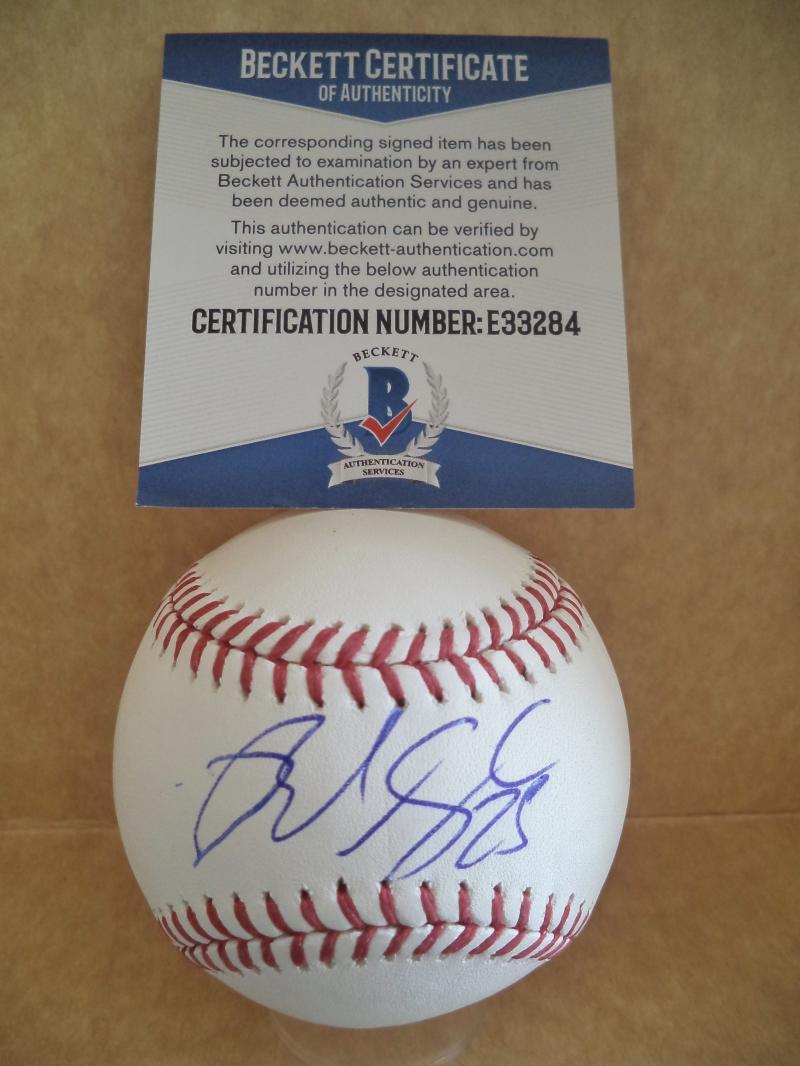 BECKETT CERTIFICATE
OF AUTHENTICITY
The corresponding signed item has been
subjected to examination by an expert from
Beckett Authentication Services and has
been deemed authentic and genuine.
This authentication can be verified by
visiting www.beckett-authentication.com
and utilizing the below authentication
number in the designated area.
CERTIFICATION NUMBER: E33284
BECKETT
B
AUTHENTICATION
SERVICES
25